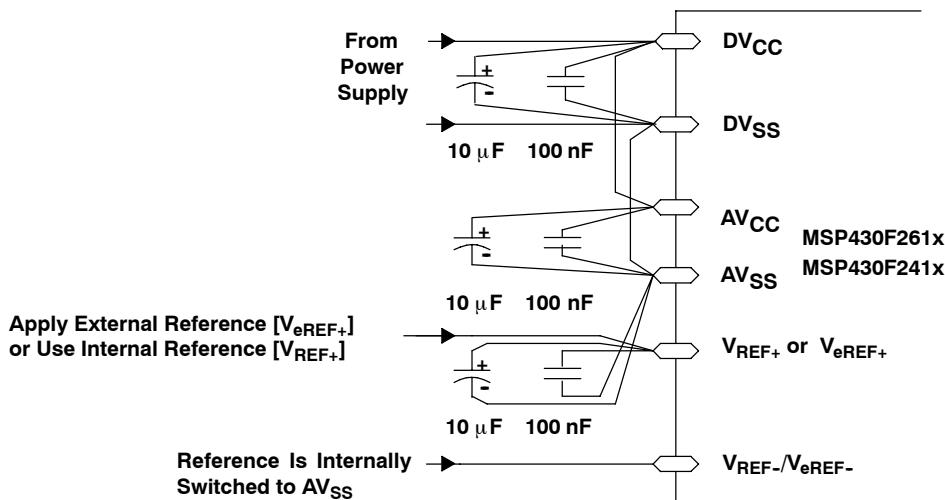 From
Power
Supply
DVCC
+
-
DVSS
10 μF 100 nF
AVCC
+
-
MSP430F261x
AVSS MSP430F241x
10 μF 100 nF
Apply External Reference [VeREF+]
or Use Internal Reference [VREF+]
VREF+ or VeREF+
+
-
10 μF 100 nF
Reference Is Internally
Switched to AVSS
VREF-/VeREF-